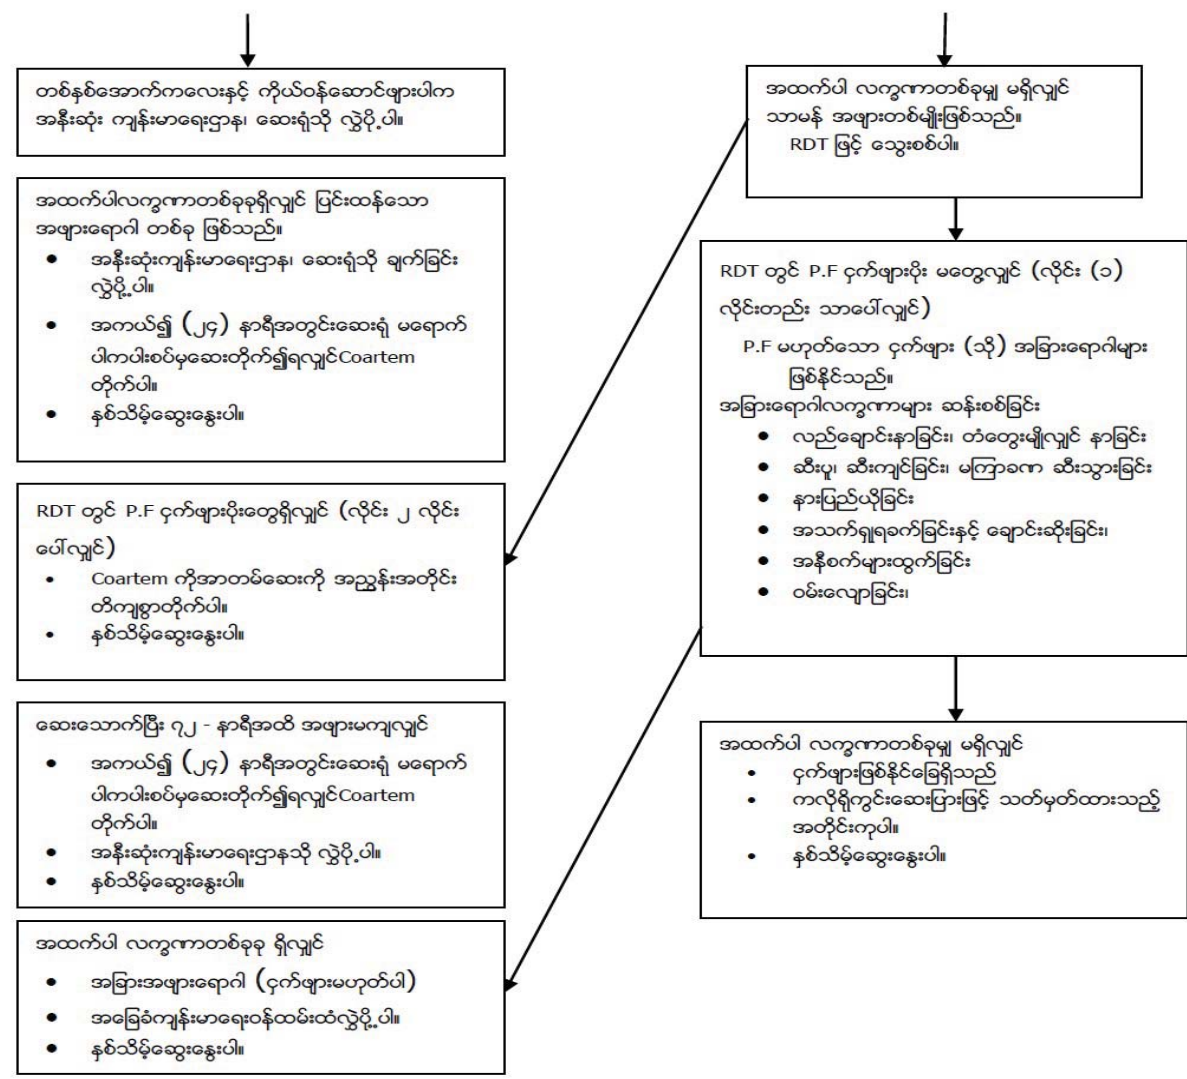 တစ်နှစ်အောက်ကလေးနှင့် ကိုယ်ဝန်ဆောင်ဖျားပါက
အနီးဆုံး ကျန်းမာရေးဌာန၊ ဆေးရုံသို လွှဲပို့ပါ။
အထက်ပါလက္ခဏာတစ်ခုခုရှိလျှင် ပြင်းထန်သော
အဖျားရောဂါ တစ်ခု ဖြစ်သည်။
● အနီးဆုံးကျန်းမာရေးဌာန၊ ဆေးရုံသို ချက်ခြင်း
လွှဲပို့ပါ။
● အကယ်၍ (၂၄) နာရီအတွင်းဆေးရုံ မရောက်
ပါကပါးစပ်မှဆေးတိုက်၍ရလျှင်Coartem
တိုက်ပါ။
● နှစ်သိမ့်ဆွေးနွေးပါ။
RDT တွင် P.F ငှက်ဖျားပိုးတွေ့ရှိလျှင် (လိုင်း ၂ လိုင်း
ပေါ်လျှင်)
• Coartem ကိုအာတမ်ဆေးကို အညွှန်းအတိုင်း
တိကျစွာတိုက်ပါ။
• နှစ်သိမ့်ဆွေးနွေးပါ။
ဆေးသောက်ပြီး ၇၂ - နာရီအထိ အဖျားမကျလျှင်
● အကယ်၍ (၂၄) နာရီအတွင်းဆေးရုံ မရောက်
ပါကပါးစပ်မှဆေးတိုက်၍ရလျှင်Coartem
တိုက်ပါ။
● အနီးဆုံးကျန်းမာရေးဌာနသို လွှဲပို့ပါ။
● နှစ်သိမ့်ဆွေးနွေးပါ။
အထက်ပါ လက္ခဏာတစ်ခုခု ရှိလျှင်
● အခြားအဖျားရောဂါ (ငှက်ဖျားမဟုတ်ပါ)
● အခြေခံကျန်းမာရေးဝန်ထမ်းထံလွှဲပို့ပါ။
● နှစ်သိမ့်ဆွေးနွေးပါ။
အထက်ပါ လက္ခဏာတစ်ခုမျှ မရှိလျှင်
သာမန် အဖျားတစ်မျိုးဖြစ်သည်။
RDT ဖြင့် သွေးစစ်ပါ။
RDT တွင် P.F ငှက်ဖျားပိုး မတွေ့လျှင် (လိုင်း (၁)
လိုင်းတည်း သာပေါ်လျှင်)
P.F မဟုတ်သော ငှက်ဖျား (သို) အခြားရောဂါများ
ဖြစ်နိုင်သည်။
အခြားရောဂါလက္ခဏာများ ဆန်းစစ်ခြင်း
● လည်ချောင်းနာခြင်း၊ တံတွေးမျိုလျှင် နာခြင်း
● ဆီးပူ၊ ဆီးကျင်ခြင်း၊ မကြာခဏ ဆီးသွားခြင်း
● နားပြည်ယိုခြင်း
● အသက်ရှုရခက်ခြင်းနှင့် ချောင်းဆိုးခြင်း၊
● အနီစက်များထွက်ခြင်း
● ဝမ်းလျောခြင်း၊
အထက်ပါ လက္ခဏာတစ်ခုမျှ မရှိလျှင်
• ငှက်ဖျားဖြစ်နိုင်ခြေရှိသည်
• ကလိုရိုကွင်းဆေးပြားဖြင့် သတ်မှတ်ထားသည့်
အတိုင်းကုပါ။
• နှစ်သိမ့်ဆွေးနွေးပါ။